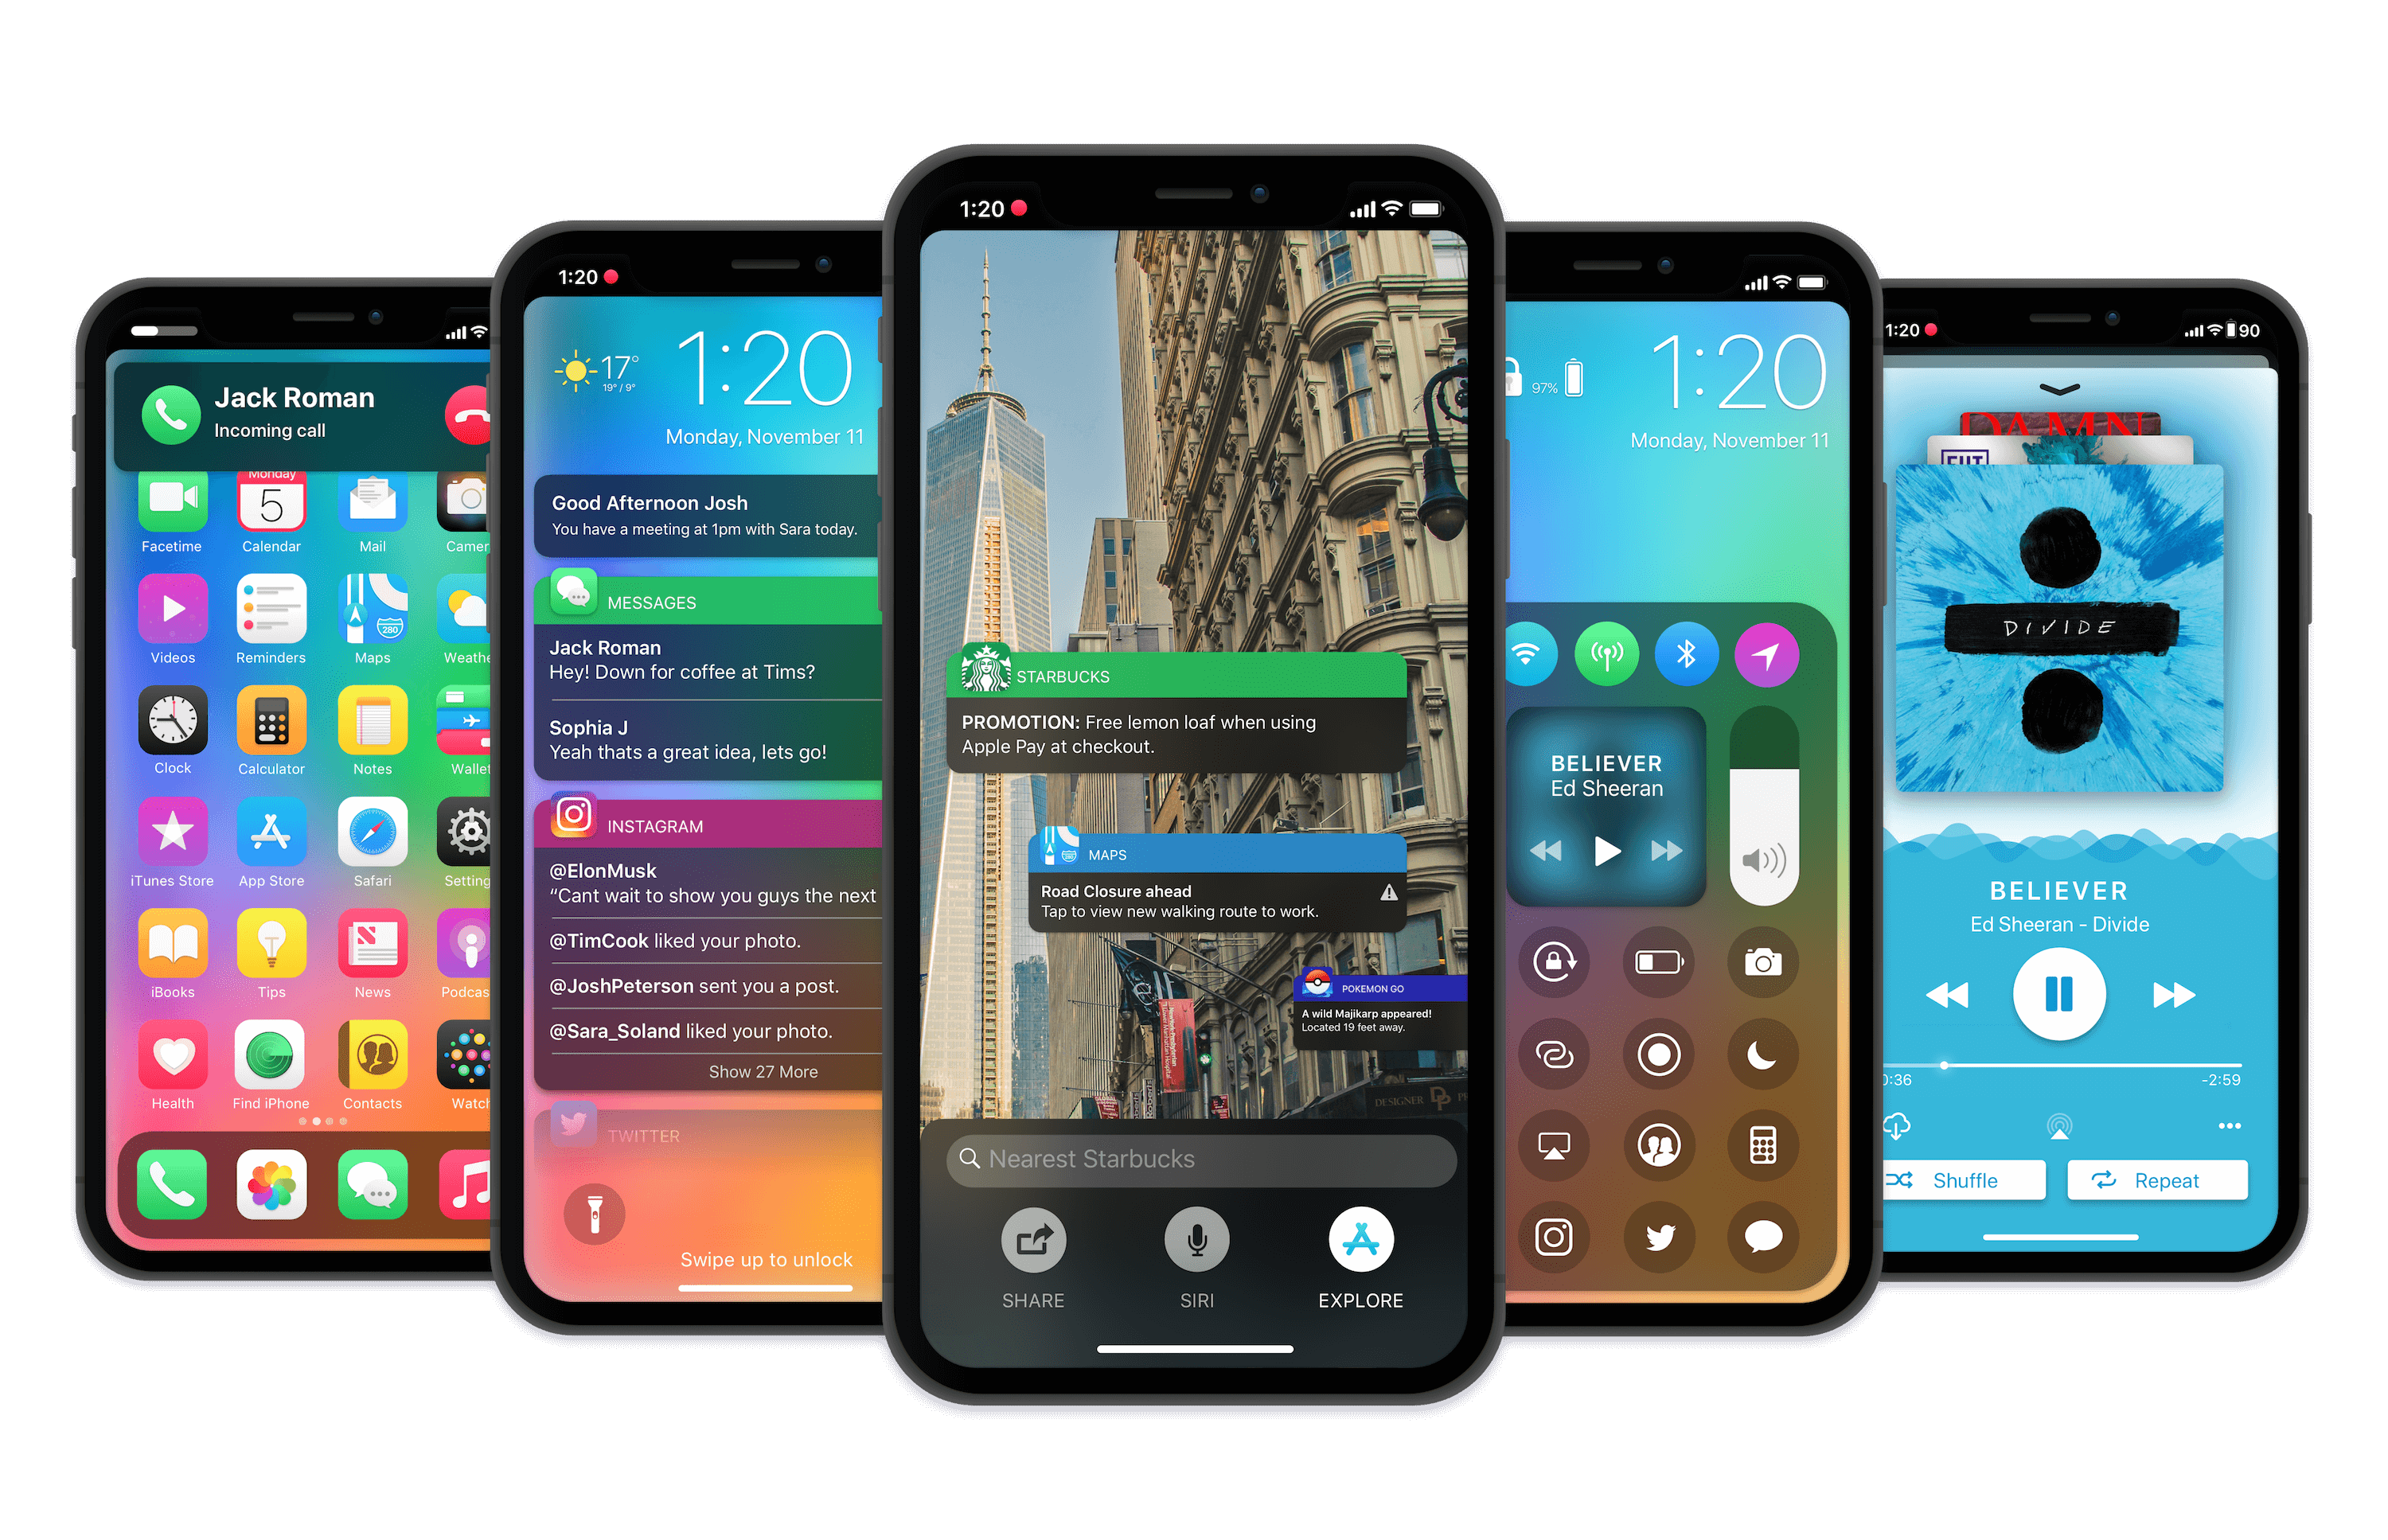 Jack Roman
Incoming call
Monday
5
Facetime
Calendar
Mail
Camer
280
Videos
Reminders
Maps
Weathe
Clock
Calculator
Notes
Wallet
iTunes Store
App Store
Safari
Setting
iBooks
Tips
News
Podcas
Health
Find iPhone
Contacts
Watch
1:20
17°
19° / 9°
1:20
Monday, November 11
Good Afternoon Josh
You have a meeting at 1pm with Sara today.
MESSAGES
Jack Roman
Hey! Down for coffee at Tims?
Sophia J
Yeah thats a great idea, lets go!
INSTAGRAM
@ElonMusk
“Cant wait to show you guys the next
@TimCook liked your photo.
@JoshPeterson sent you a post.
@Sara_Soland liked your photo.
Show 27 More
TWITTER
Swipe up to unlock
1:20
STARBUCKS
PROMOTION: Free lemon loaf when using
Apple Pay at checkout.
MAPS
280
Road Closure ahead
Tap to view new walking route to work.
POKEMON GO
A wild Majikarp appeared!
Located 19 feet away.
DESIGNER
Nearest Starbucks
SHARE
SIRI
EXPLORE
97%
1:20
Monday, November 11
BELIEVER
Ed Sheeran
1:20
90
DAMN
DIVIDE
BELIEVER
Ed Sheeran - Divide
0:36
-2:59
Shuffle
Repeat